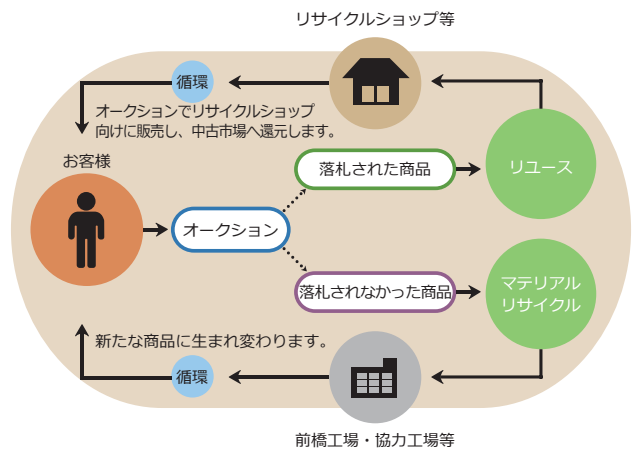 リサイクルショップ等
循環
オークションでリサイクルショップ
向けに販売し、中古市場へ還元します。
お客様
落札された商品
リユース
オークション
落札されなかった商品
マテリアル
リサイクル
新たな商品に生まれ変わります。
循環
前橋工場・協力工場等